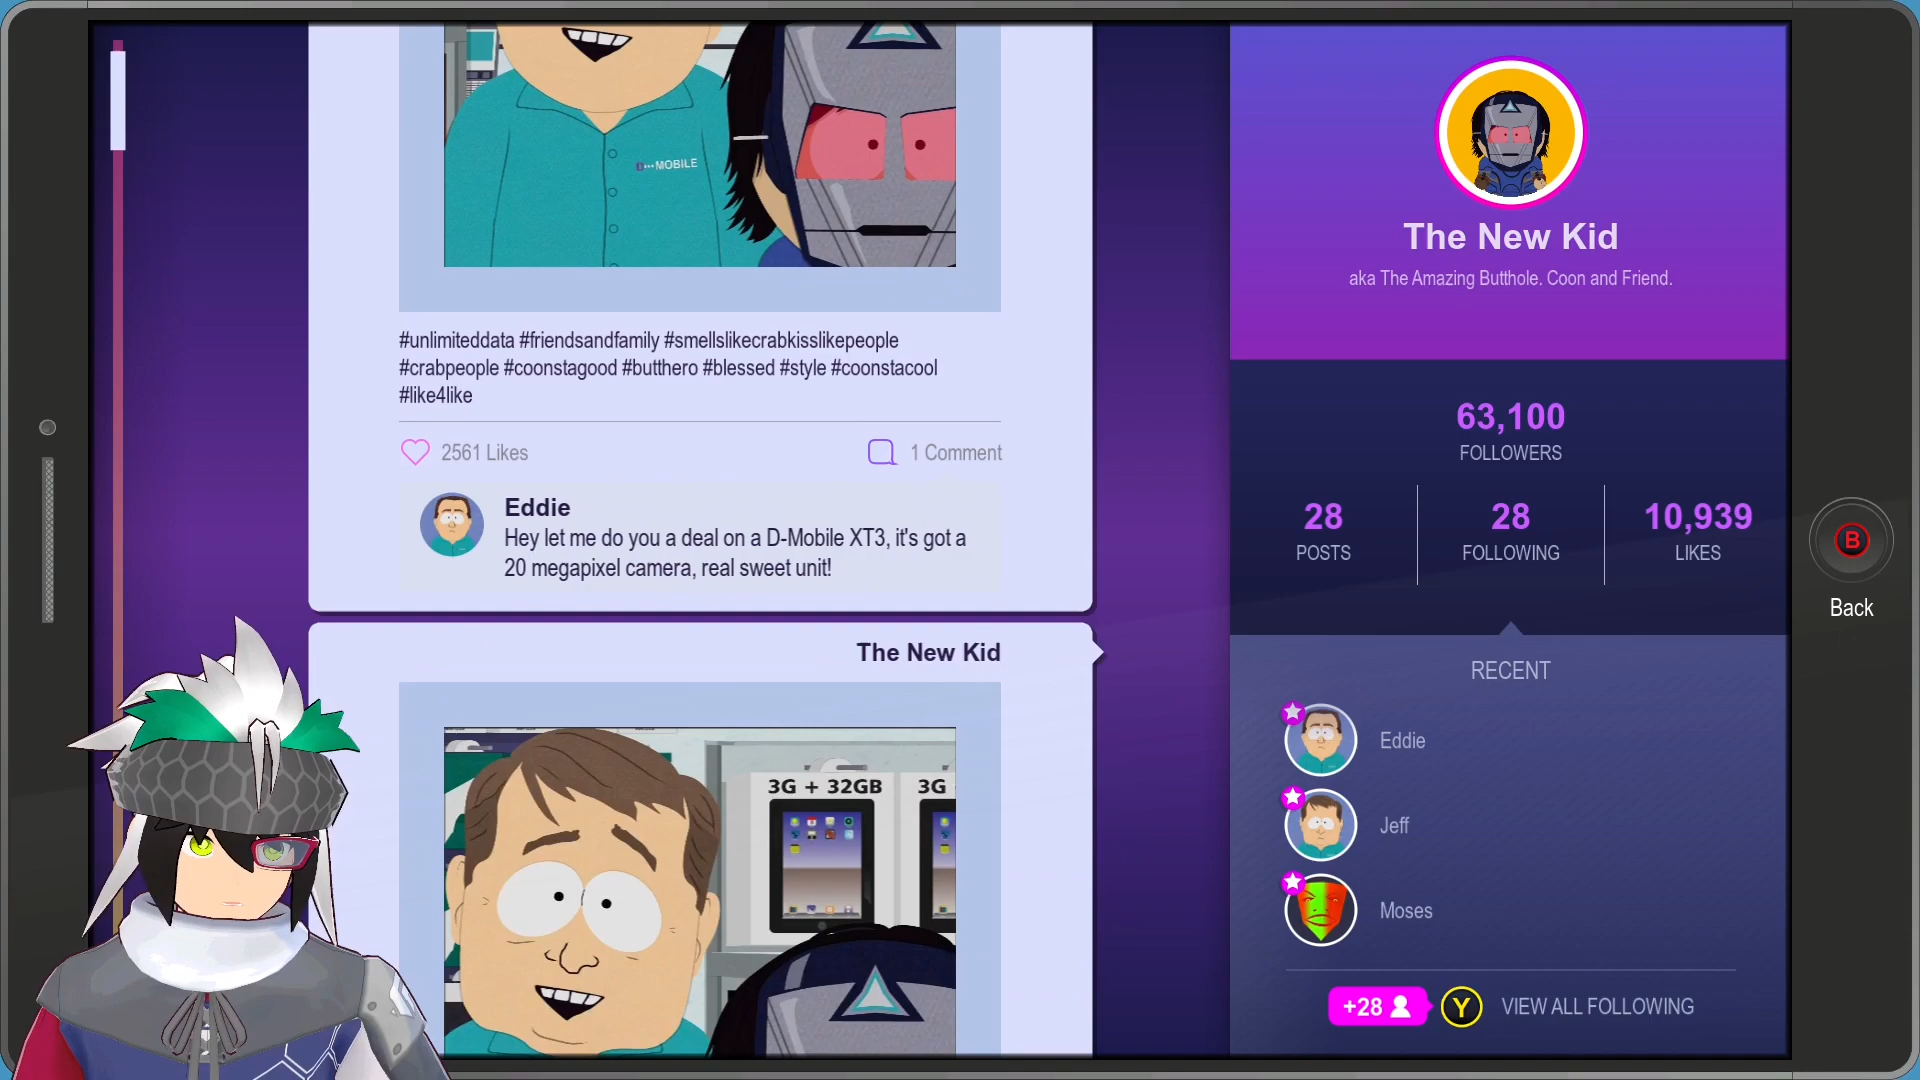 D···MOBILE
#unlimiteddata #friendsandfamily #smellslikecrabkisslikepeople
#crabpeople #coonstagood #butthero #blessed #style #coonstacool
#like4like
2561 Likes
1 Comment
Eddie
Hey let me do you a deal on a D-Mobile XT3, it's got a
20 megapixel camera, real sweet unit!
The New Kid
3G + 32GB
3G
The New Kid
aka The Amazing Butthole. Coon and Friend.
63,100
FOLLOWERS
28
POSTS
28
FOLLOWING
10,939
LIKES
RECENT
Eddie
Jeff
Moses
+28
Y
VIEW ALL FOLLOWING
B
Back